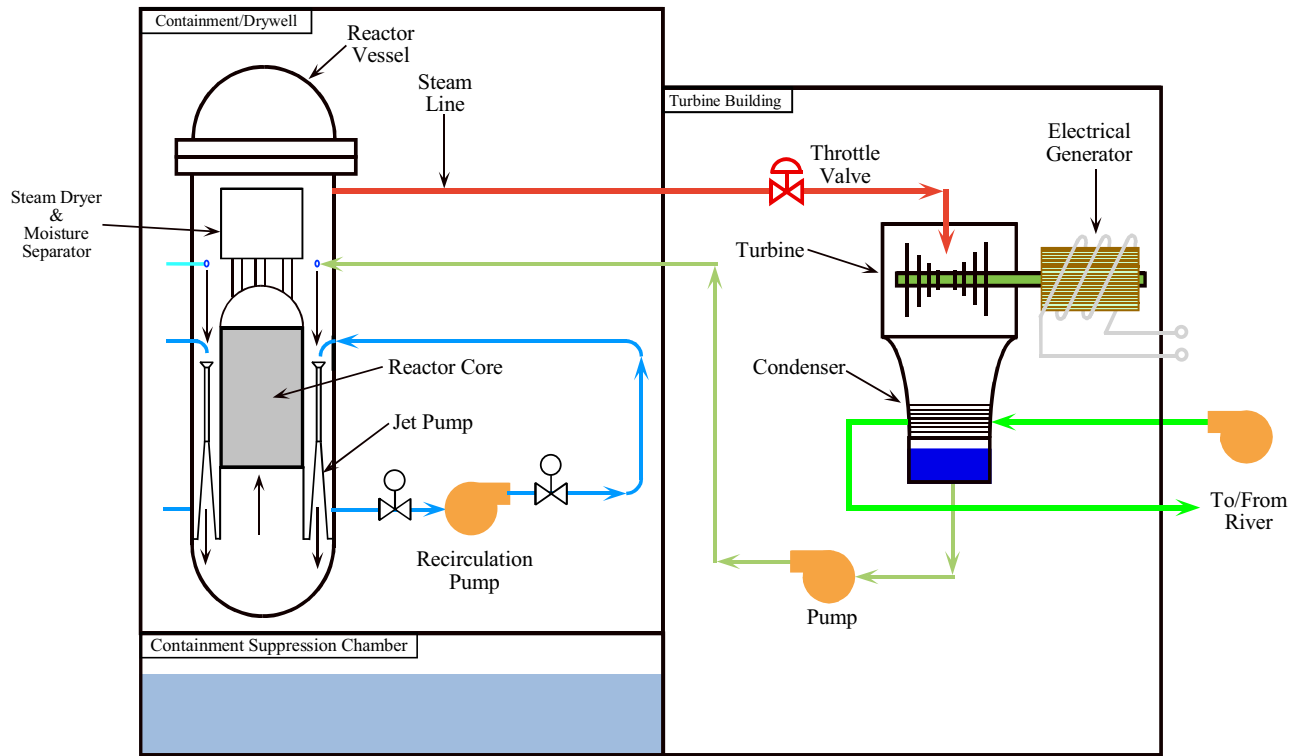 Containment/Drywell
Reactor
Vessel
Steam
Line
Turbine Building
Electrical
Generator
Throttle
Valve
Steam Dryer
&
Moisture
Separator
Turbine
Condenser
Reactor Core
Jet Pump
To/From
River
Recirculation
Pump
Pump
Containment Suppression Chamber